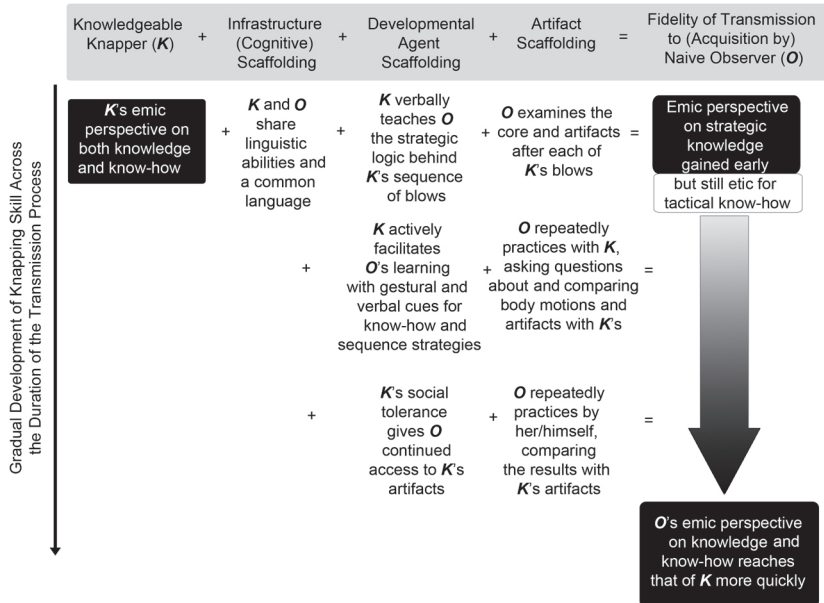 Knowledgeable
Knapper (K)
+
Infrastructure
(Cognitive)
Scaffolding
+
Developmental
Agent
Scaffolding
+
Artifact
Scaffolding
=
Fidelity of Transmission
to (Acquisition by)
Naive Observer (O)
Gradual Development of Knapping Skill Across
the Duration of the Transmission Process
K's emic
perspective on
both knowledge
and know-how
+
K and O
share
linguistic
abilities and
a common
language
+
K verbally
teaches O
the strategic
logic behind
K's sequence
of blows
+
O examines the
core and artifacts
after each of
K's blows
=
Emic perspective
on strategic
knowledge
gained early
but still etic for
tactical know-how
+
K actively
facilitates
O's learning
with gestural and
verbal cues for
know-how and
sequence strategies
+
O repeatedly
practices with K,
asking questions
about and comparing
body motions and
artifacts with K's
=
+
K's social
tolerance
gives O
continued
access to K's
artifacts
+
O repeatedly
practices by
her/himself,
comparing
the results with
K's artifacts
=
O's emic perspective
on knowledge and
know-how reaches
that of K more quickly